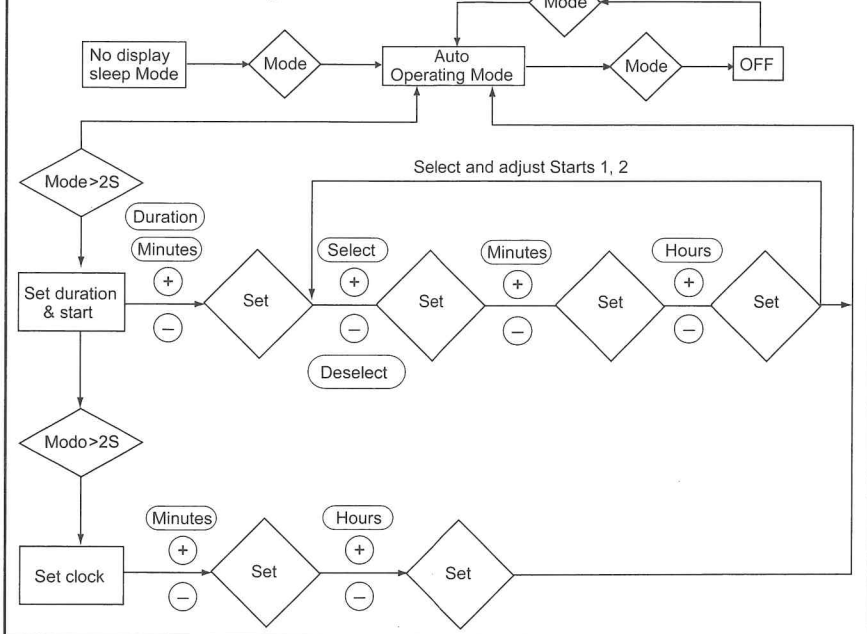 Mode
No display
sleep Mode
Mode
Auto
Operating Mode
Mode
OFF
Mode>2S
Select and adjust Starts 1, 2
Duration
Minutes
+
−
Select
+
−
Deselect
Minutes
+
−
Hours
+
−
Set duration
& start
Set
Set
Set
Set
Modo>2S
Minutes
+
−
Hours
+
−
Set clock
Set
Set